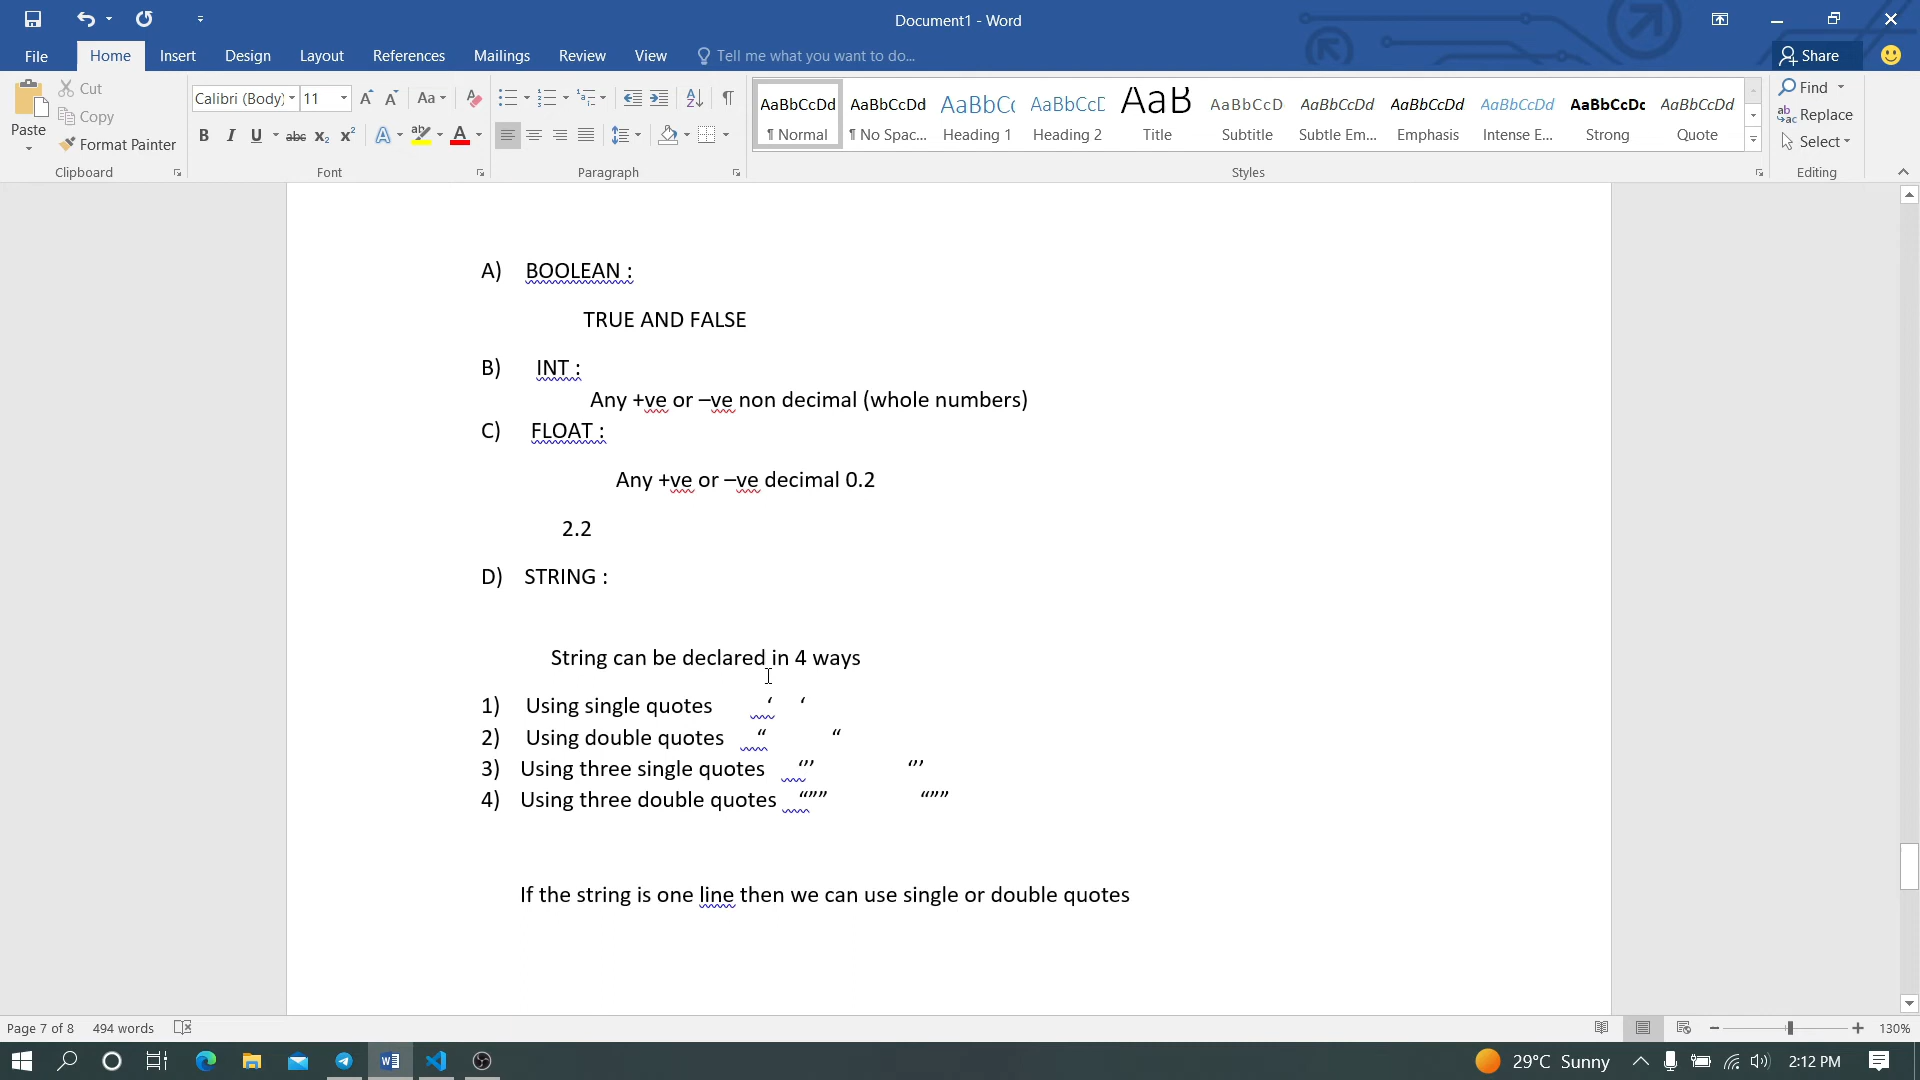 Document1 - Word
File Home Insert Design Layout References Mailings Review View Tell me what you want to do... Share
Paste Cut Copy Format Painter
Calibri (Body) 11
AaBbCcDd AaBbCcDd AaBbCc AaBbCcD AaB AaBbCcD AaBbCcDd AaBbCcDd AaBbCcDd AaBbCcDc AaBbCcDd
¶ Normal ¶ No Spac... Heading 1 Heading 2 Title Subtitle Subtle Em... Emphasis Intense E... Strong Quote
Find
Replace
Select
Clipboard Font Paragraph Styles Editing
A) BOOLEAN :
TRUE AND FALSE
B) INT :
Any +ve or –ve non decimal (whole numbers)
C) FLOAT :
Any +ve or –ve decimal 0.2
2.2
D) STRING :
String can be declared in 4 ways
1) Using single quotes ‘ ‘
2) Using double quotes “ “
3) Using three single quotes ‘’’ ‘’’
4) Using three double quotes “”” “””
If the string is one line then we can use single or double quotes
Page 7 of 8 494 words 130%
29°C Sunny 2:12 PM